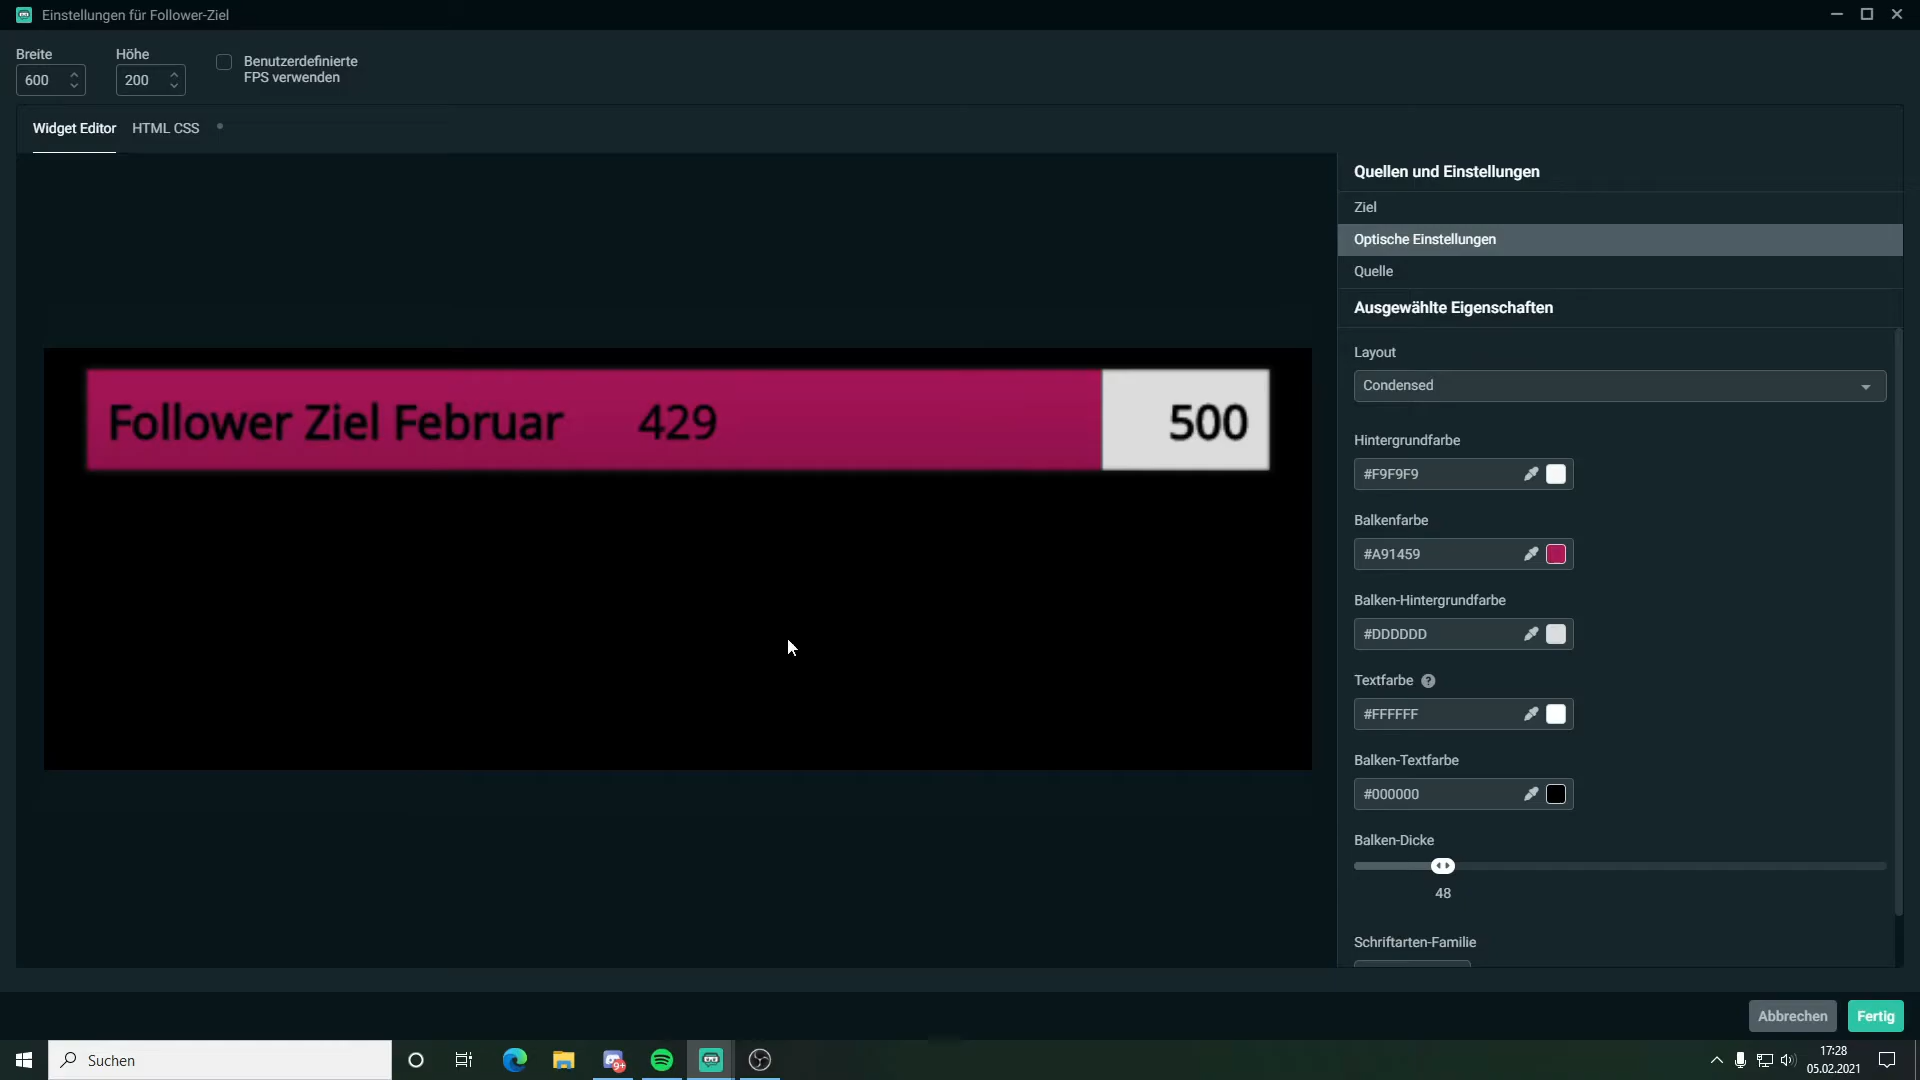 Einstellungen für Follower-Ziel
Breite
Höhe
600
200
Benutzerdefinierte
FPS verwenden
Widget Editor
HTML CSS
Quellen und Einstellungen
Ziel
Optische Einstellungen
Quelle
Ausgewählte Eigenschaften
Layout
Condensed
Hintergrundfarbe
#F9F9F9
Balkenfarbe
#A91459
Balken-Hintergrundfarbe
#DDDDDD
Textfarbe ?
#FFFFFF
Balken-Textfarbe
#000000
Balken-Dicke
48
Schriftarten-Familie
Follower Ziel Februar 429 500
Abbrechen
Fertig
Suchen
9+
17:28
05.02.2021